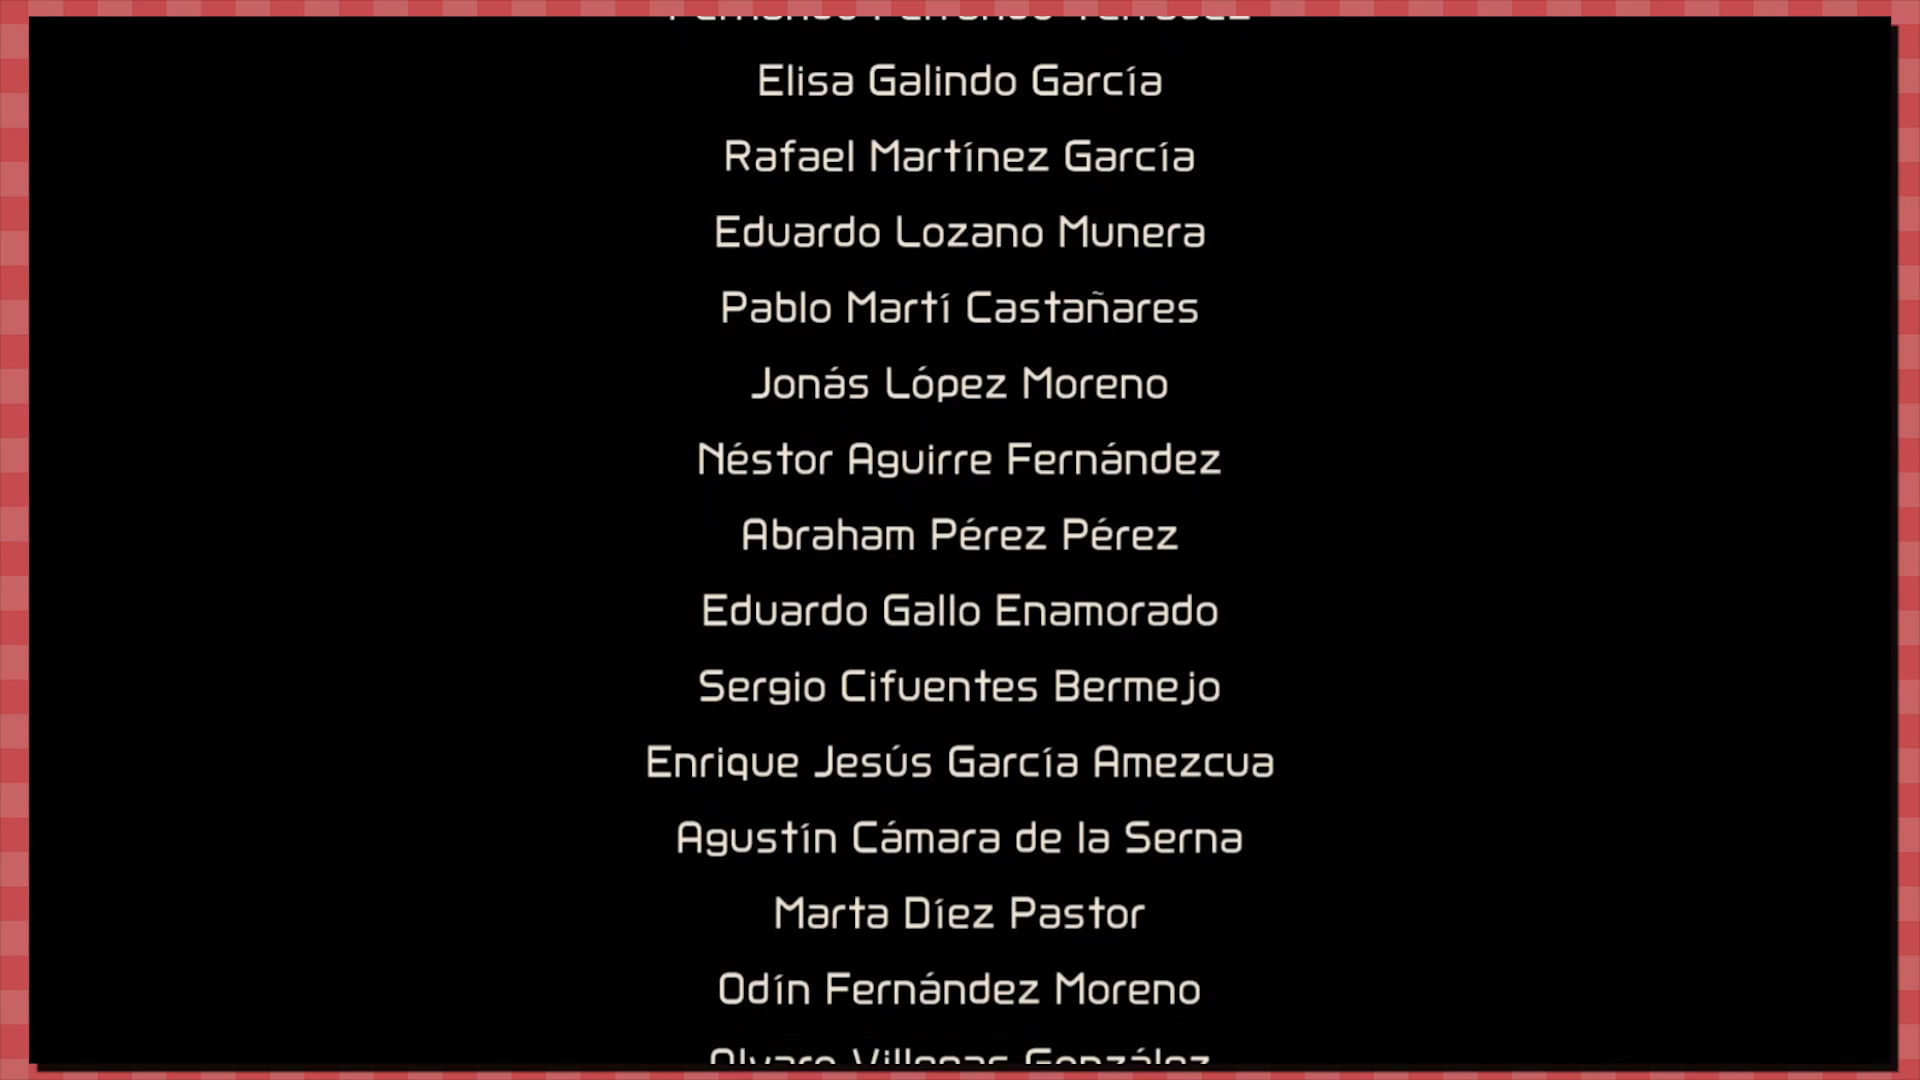 Elisa Galindo García
Rafael Martínez García
Eduardo Lozano Munera
Pablo Martí Castañares
Jonás López Moreno
Néstor Aguirre Fernández
Abraham Pérez Pérez
Eduardo Gallo Enamorado
Sergio Cifuentes Bermejo
Enrique Jesús García Amezcua
Agustín Cámara de la Serna
Marta Díez Pastor
Odín Fernández Moreno
González